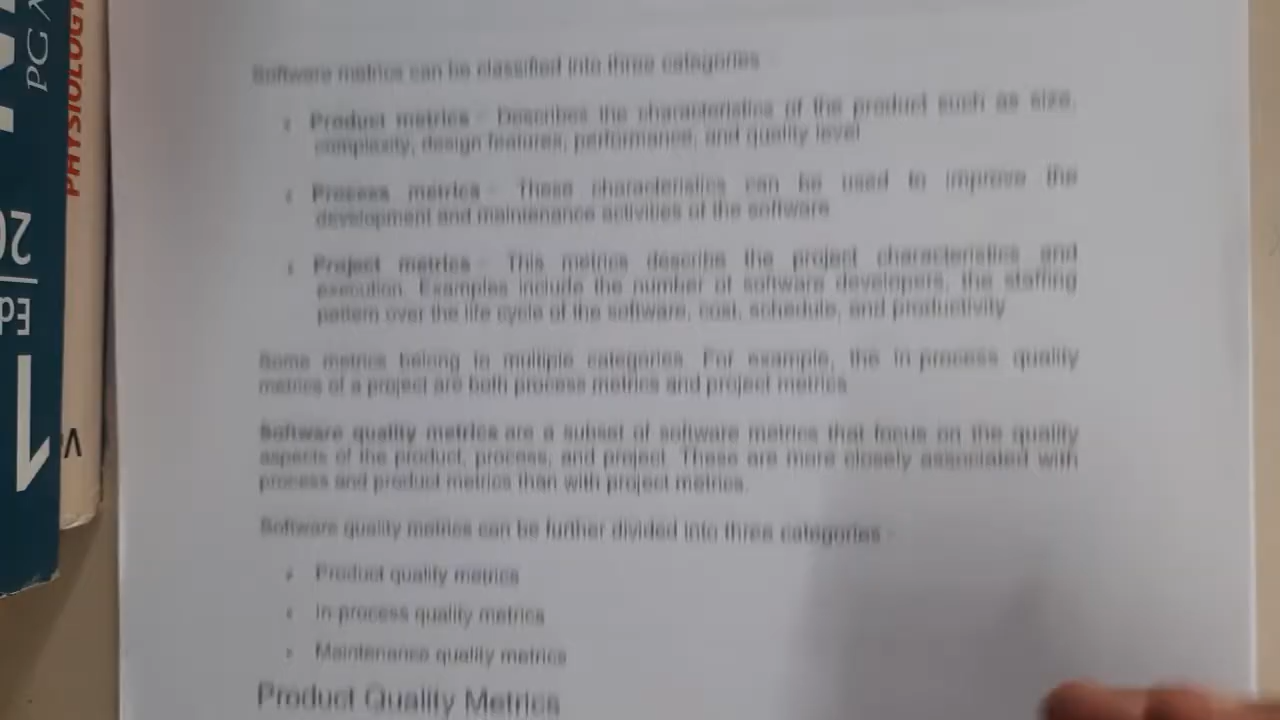 Software metrics can be classified into three categories -
• Product metrics - Describes the characteristics of the product such as size,
complexity, design features, performance, and quality level
• Process metrics - These characteristics can be used to improve the
development and maintenance activities of the software
• Project metrics - This metrics describe the project characteristics and
execution. Examples include the number of software developers, the staffing
pattern over the life cycle of the software, cost, schedule, and productivity
Some metrics belong to multiple categories. For example, the in process quality
metrics of a project are both process metrics and project metrics
Software quality metrics are a subset of software metrics that focus on the quality
aspects of the product, process, and project. These are more closely associated with
process and product metrics than with project metrics.
Software quality metrics can be further divided into three categories -
• Product quality metrics
• In process quality metrics
• Maintenance quality metrics
Product Quality Metrics
PG
PHYSIOLOGY
20
Ed
1
V